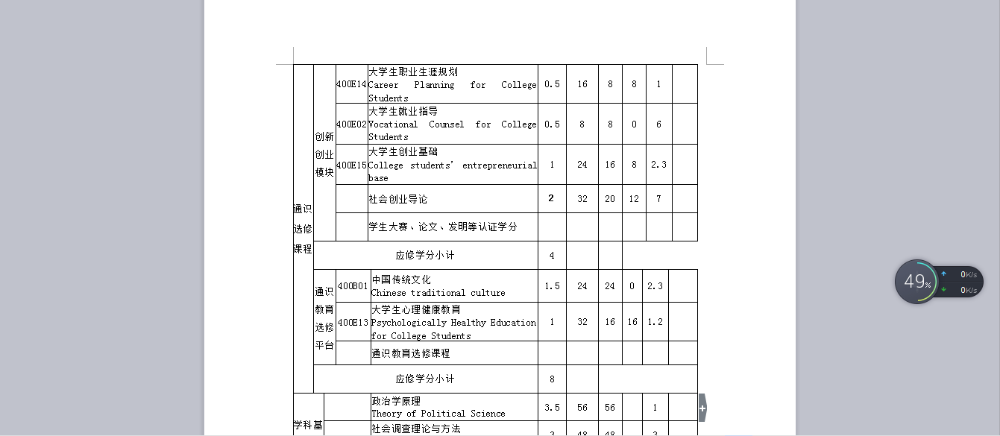 大学生职业生涯规划
400E14 Career Planning for College 0.5 16 8 8 1
Students
大学生就业指导
400E02 Vocational Counsel for College 0.5 8 8 0 6
Students
创新
创业
模块
大学生创业基础
400E15 College students' entrepreneurial 1 24 16 8 2.3
base
社会创业导论 2 32 20 12 7
学生大赛、论文、发明等认证学分
通识
选修
课程
应修学分小计 4
中国传统文化
400B01 Chinese traditional culture 1.5 24 24 0 2.3
通识
教育
选修
平台
大学生心理健康教育
400E13 Psychologically Healthy Education 1 32 16 16 1.2
for College Students
通识教育选修课程
应修学分小计 8
政治学原理
Theory of Political Science 3.5 56 56 1
学科基
社会调查理论与方法
3 48 48 3
49%
0K/s
0K/s